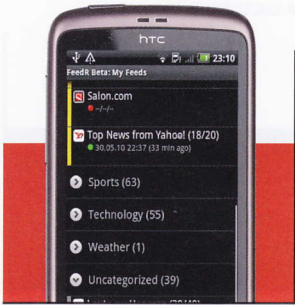 htc
23:10
FeedR Beta: My Feeds
Salon.com
--/--/--
Top News from Yahoo! (18/20)
30.05.10 22:37 (33 min ago)
Sports (63)
Technology (55)
Weather (1)
Uncategorized (39)